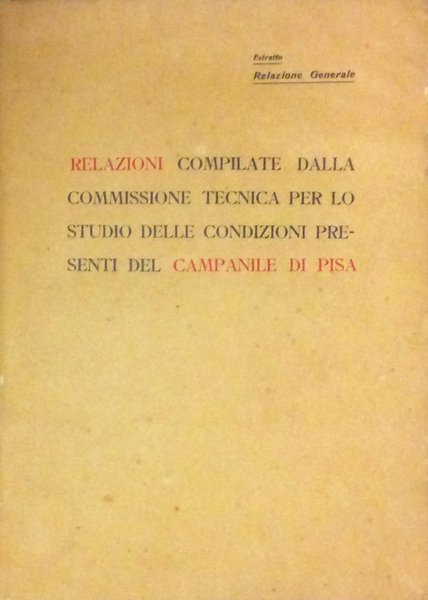 Estratto
Relazione Generale
RELAZIONI COMPILATE DALLA
COMMISSIONE TECNICA PER LO
STUDIO DELLE CONDIZIONI PRE-
SENTI DEL CAMPANILE DI PISA